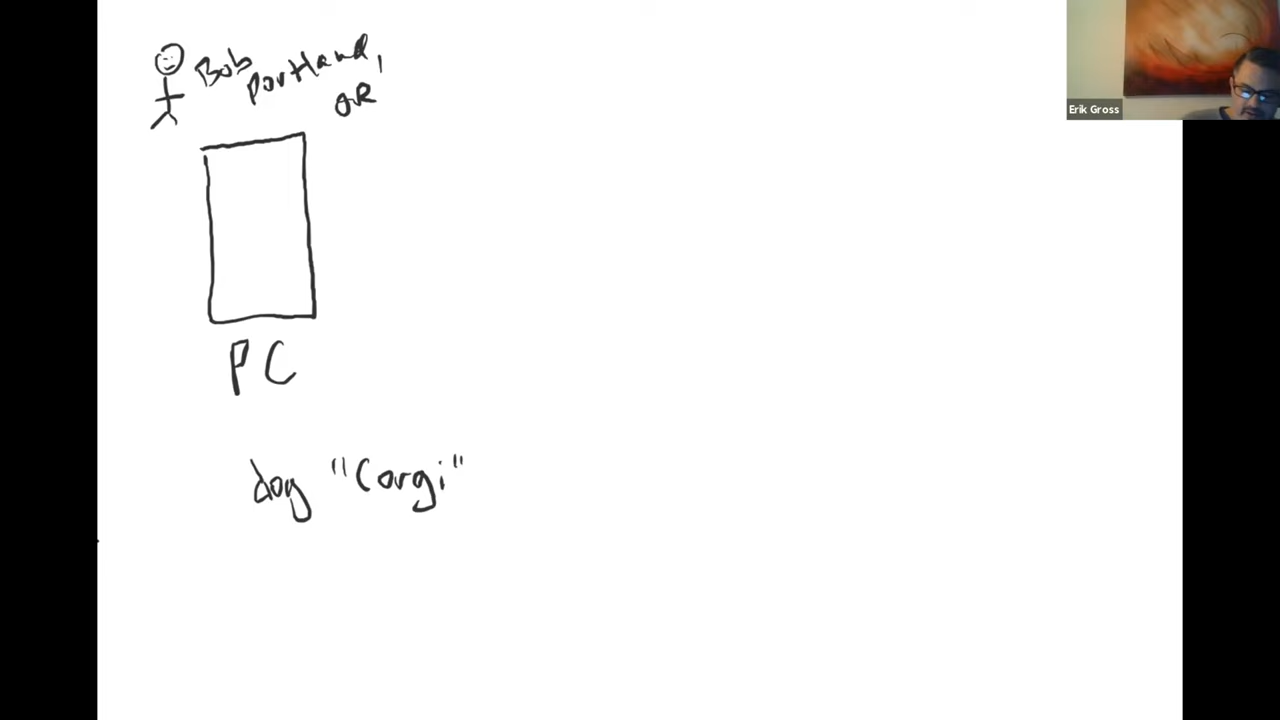 Bob
Portland,
OR
Erik Gross
PC
dog "Corgi"